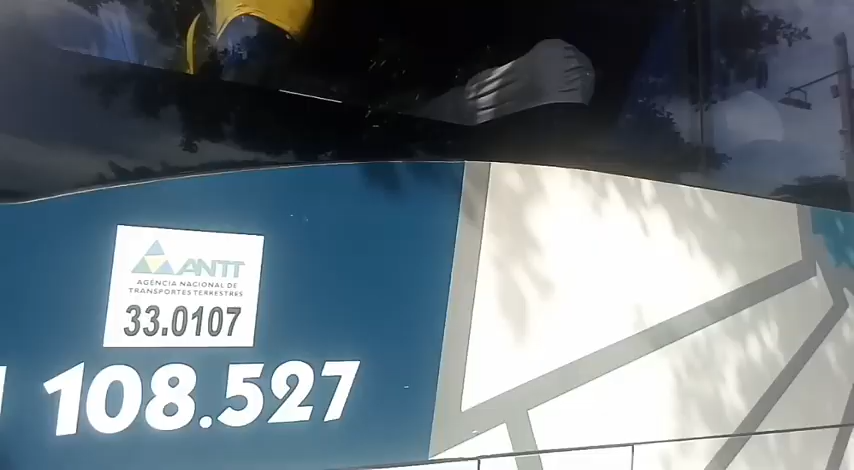 ANTT
AGÊNCIA NACIONAL DE
TRANSPORTES TERRESTRES
33.0107
108.527